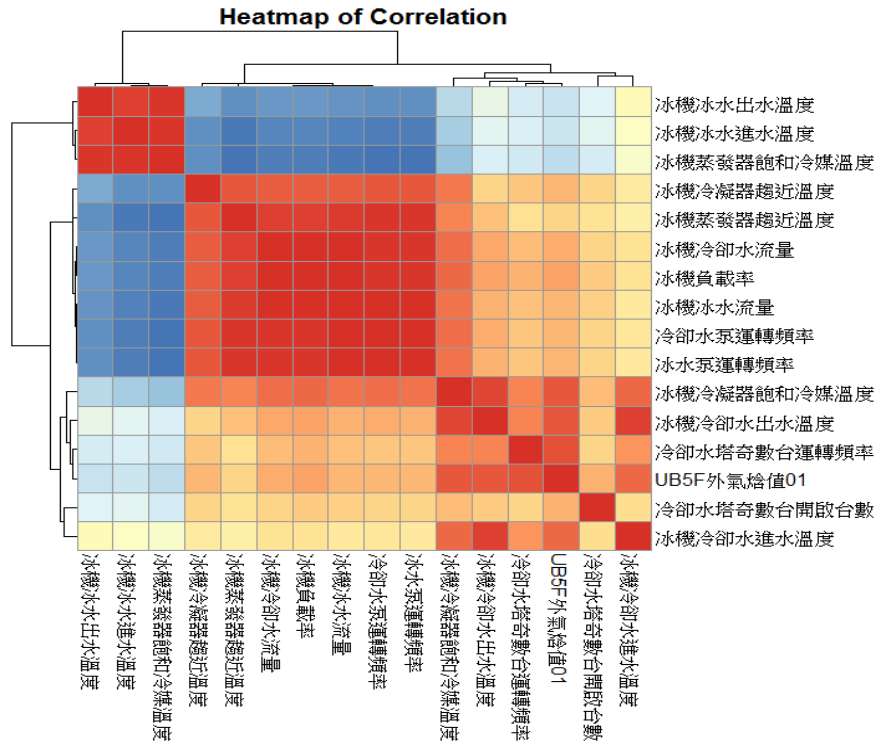 Heatmap of Correlation
冰機冰水出水溫度
冰機冰水進水溫度
冰機蒸發器飽和冷媒溫度
冰機冷凝器趨近溫度
冰機蒸發器趨近溫度
冰機冷卻水流量
冰機負載率
冰機冰水流量
冷卻水泵運轉頻率
冰水泵運轉頻率
冰機冷凝器飽和冷媒溫度
冰機冷卻水出水溫度
冷卻水塔奇數台運轉頻率
UB5F外氣焓值01
冷卻水塔奇數台開啟台數
冰機冷卻水進水溫度
冰機冰水出水溫度
冰機冰水進水溫度
冰機蒸發器飽和冷媒溫度
冰機冷凝器趨近溫度
冰機蒸發器趨近溫度
冰機冷卻水流量
冰機負載率
冰機冰水流量
冷卻水泵運轉頻率
冰水泵運轉頻率
冰機冷凝器飽和冷媒溫度
冰機冷卻水出水溫度
冷卻水塔奇數台運轉頻率
UB5F外氣焓值01
冷卻水塔奇數台開啟台數
冰機冷卻水進水溫度